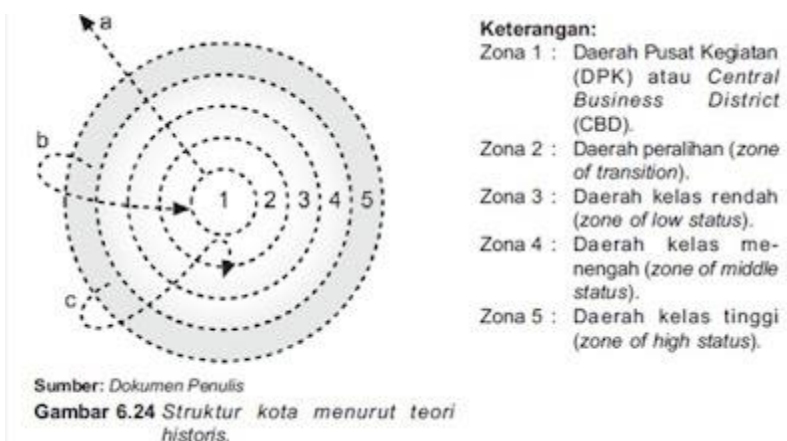 a
b
c
1 2 3 4 5
Sumber: Dokumen Penulis
Gambar 6.24 Struktur kota menurut teori
historis.
Keterangan:
Zona 1 : Daerah Pusat Kegiatan
(DPK) atau Central
Business District
(CBD).
Zona 2 : Daerah peralihan (zone
of transition).
Zona 3 : Daerah kelas rendah
(zone of low status).
Zona 4 : Daerah kelas me-
nengah (zone of middle
status).
Zona 5 : Daerah kelas tinggi
(zone of high status).